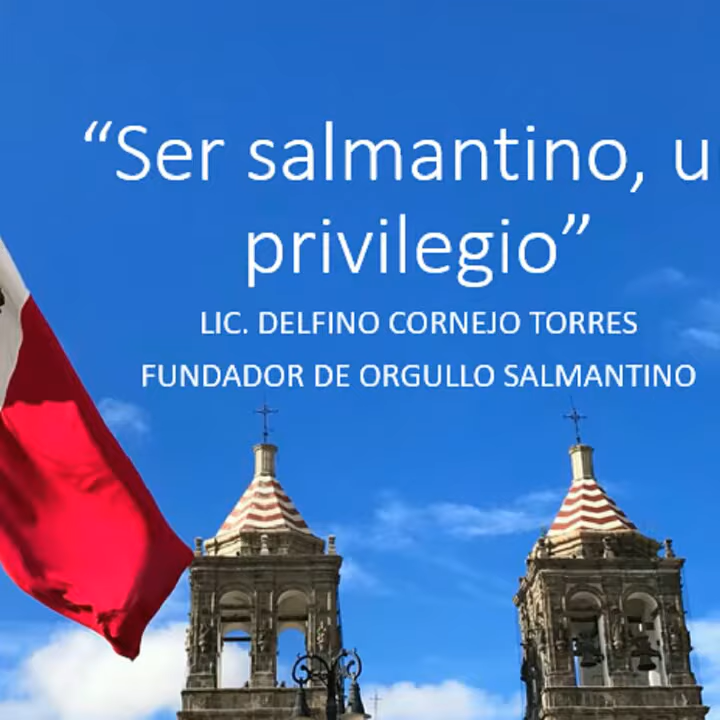 “Ser salmantino, u
privilegio”
LIC. DELFINO CORNEJO TORRES
FUNDADOR DE ORGULLO SALMANTINO